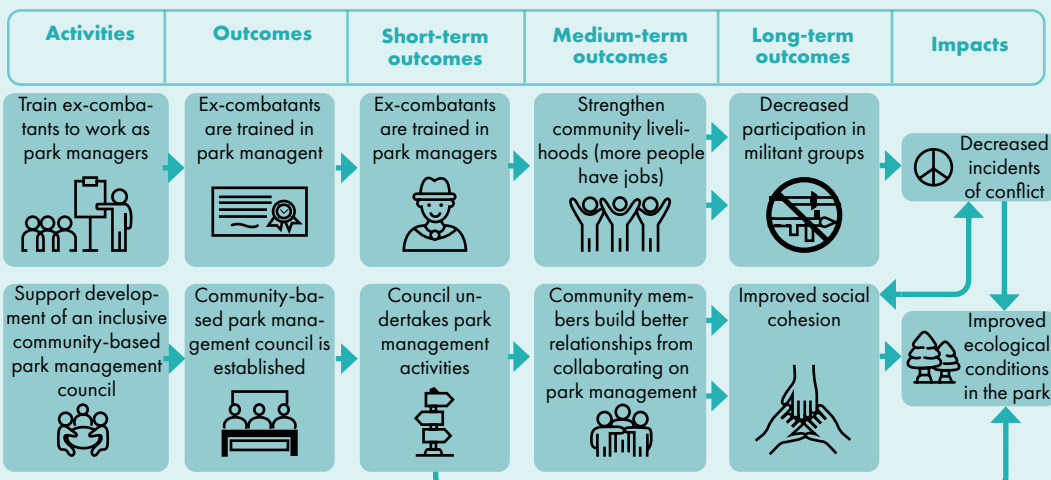 Activities
Outcomes
Short-term
outcomes
Medium-term
outcomes
Long-term
outcomes
Impacts
Train ex-comba-
tants to work as
park managers
Ex-combatants
are trained in
park managent
Ex-combatants
are trained in
park managers
Strengthen
community liveli-
hoods (more people
have jobs)
Decreased
participation in
militant groups
Decreased
incidents
of conflict
Support develop-
ment of an inclusive
community-based
park management
council
Community-ba-
sed park mana-
gement council is
established
Council un-
dertakes park
management
activities
Community mem-
bers build better
relationships from
collaborating on
park management
Improved social
cohesion
Improved
ecological
conditions
in the park